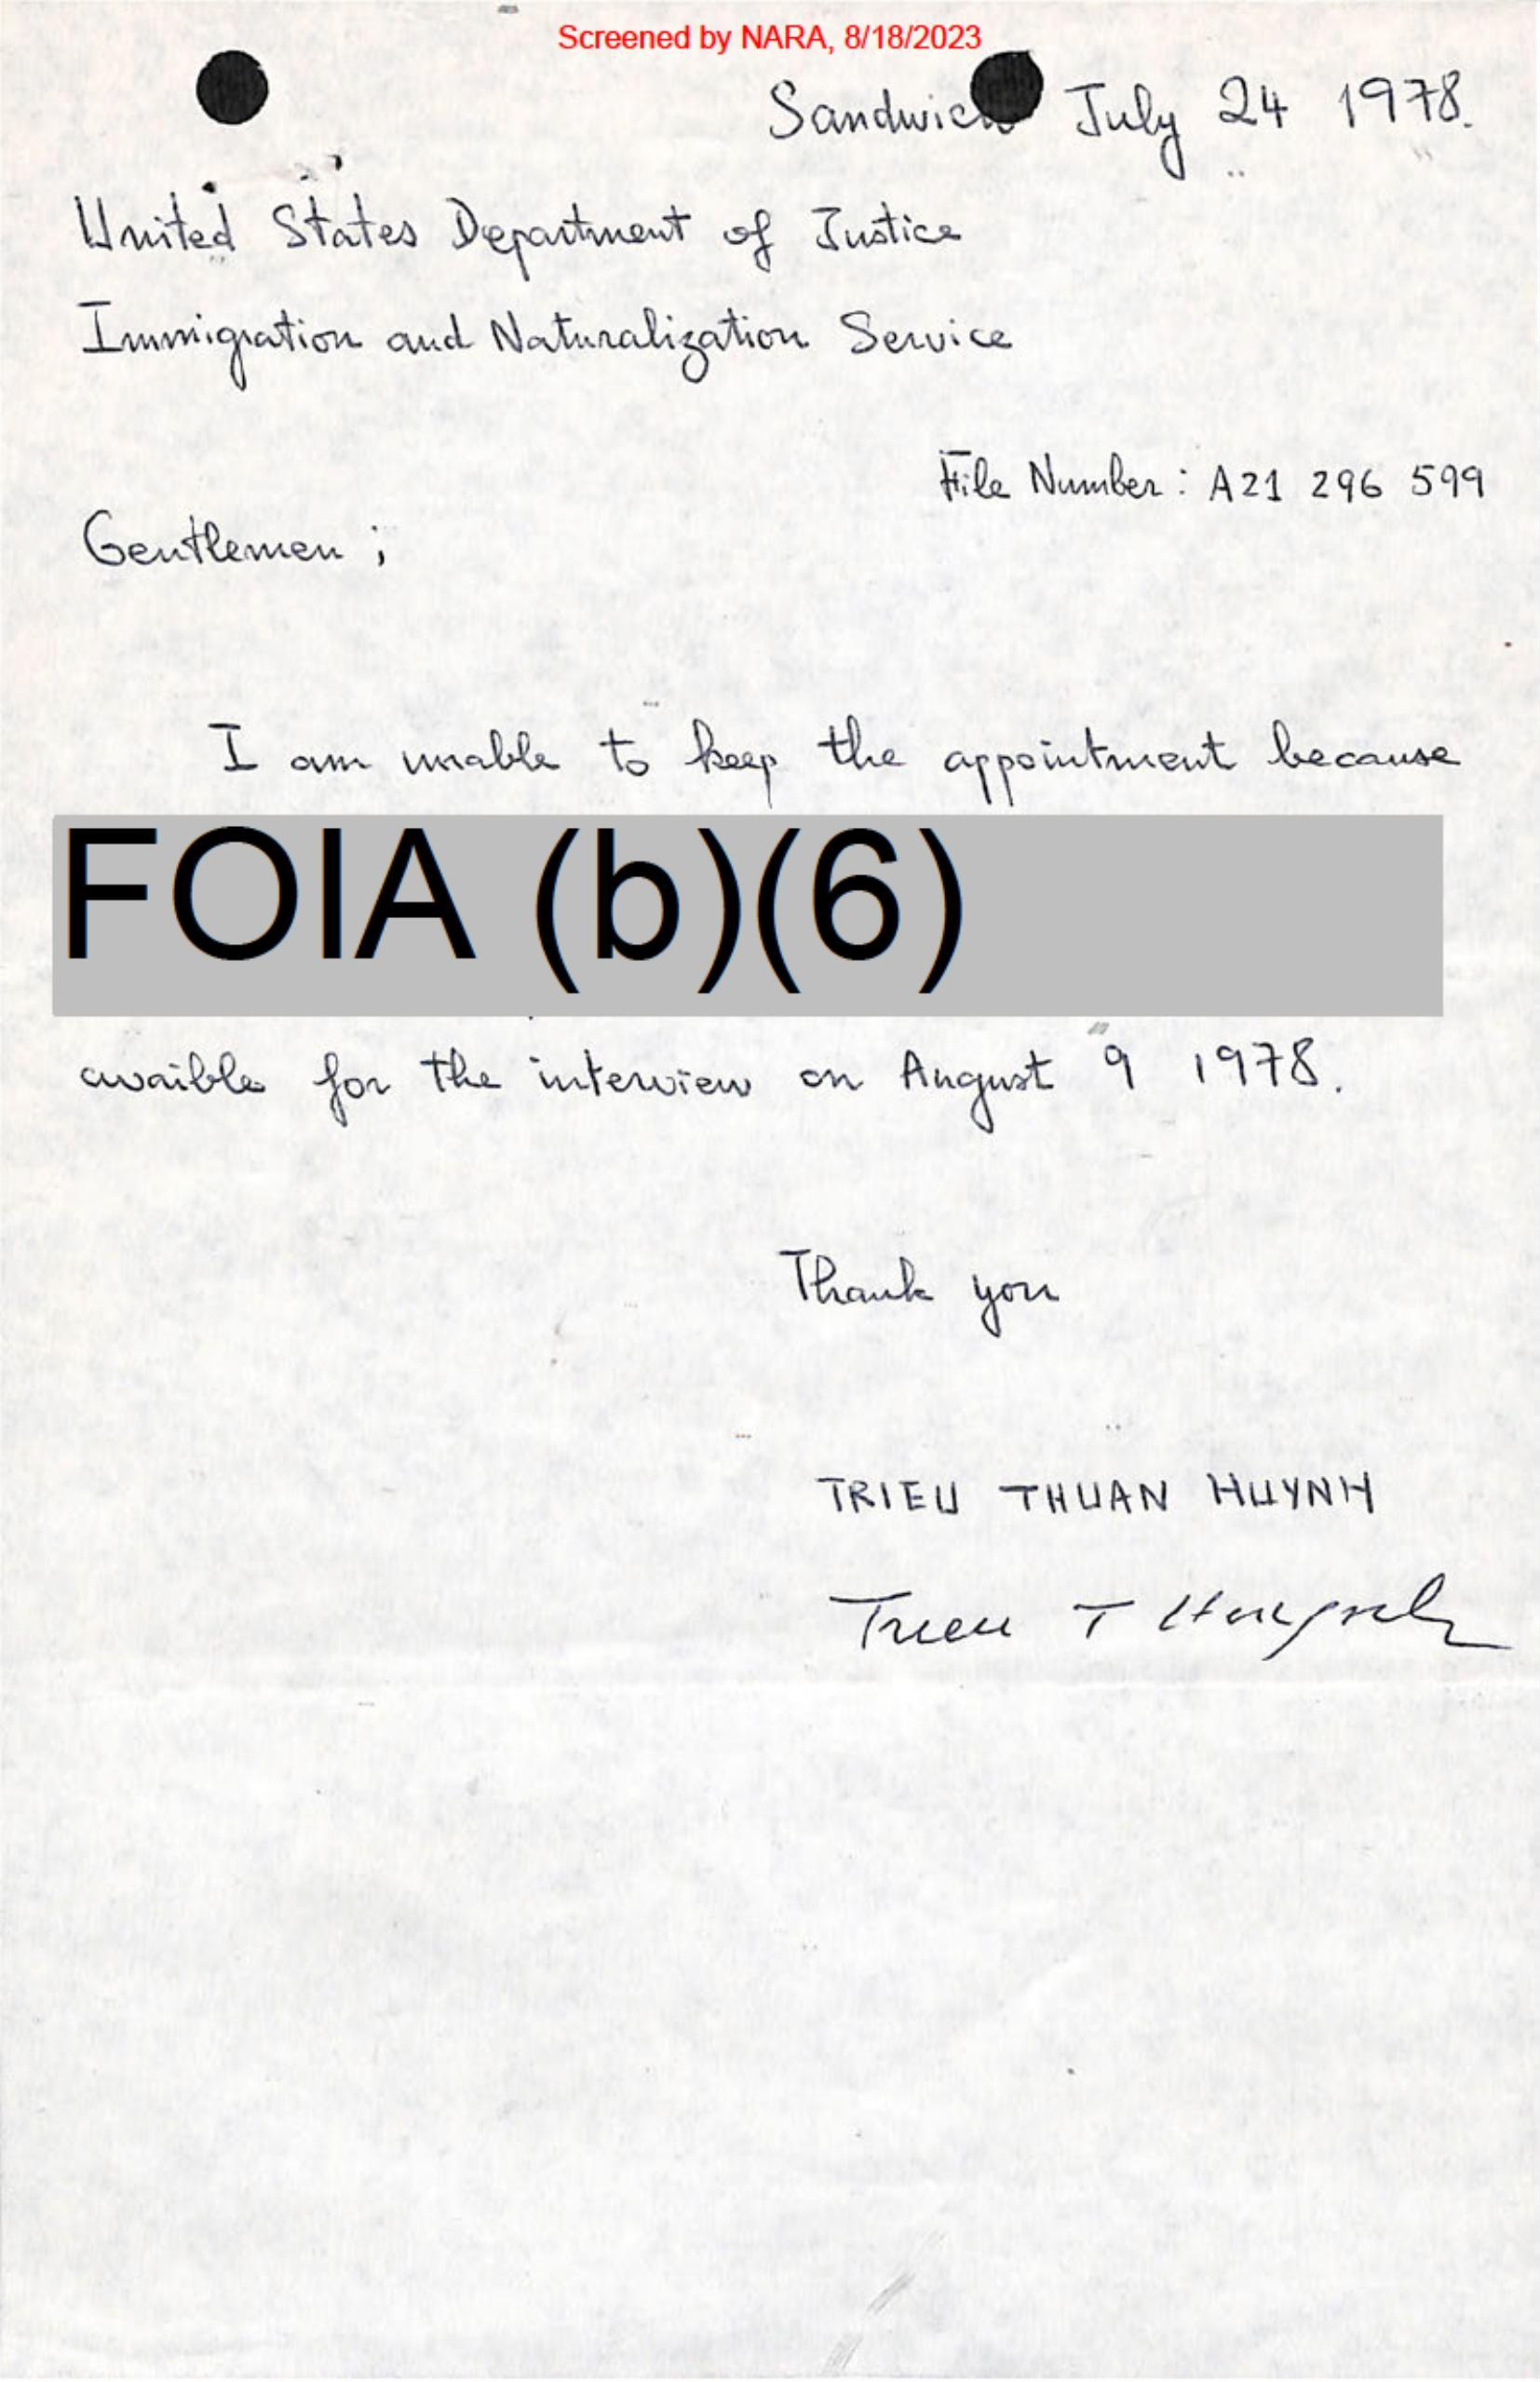 Screened by NARA, 8/18/2023
Sandwich July 24 1978.
United States Department of Justice
Immigration and Naturalization Service
File Number: A21 296 599
Gentlemen ;
I am unable to keep the appointment because
FOIA (b)(6)
avaible for the interview on August 9 1978.
Thank you
TRIEU THUAN HUYNH
Trieu T Huynh